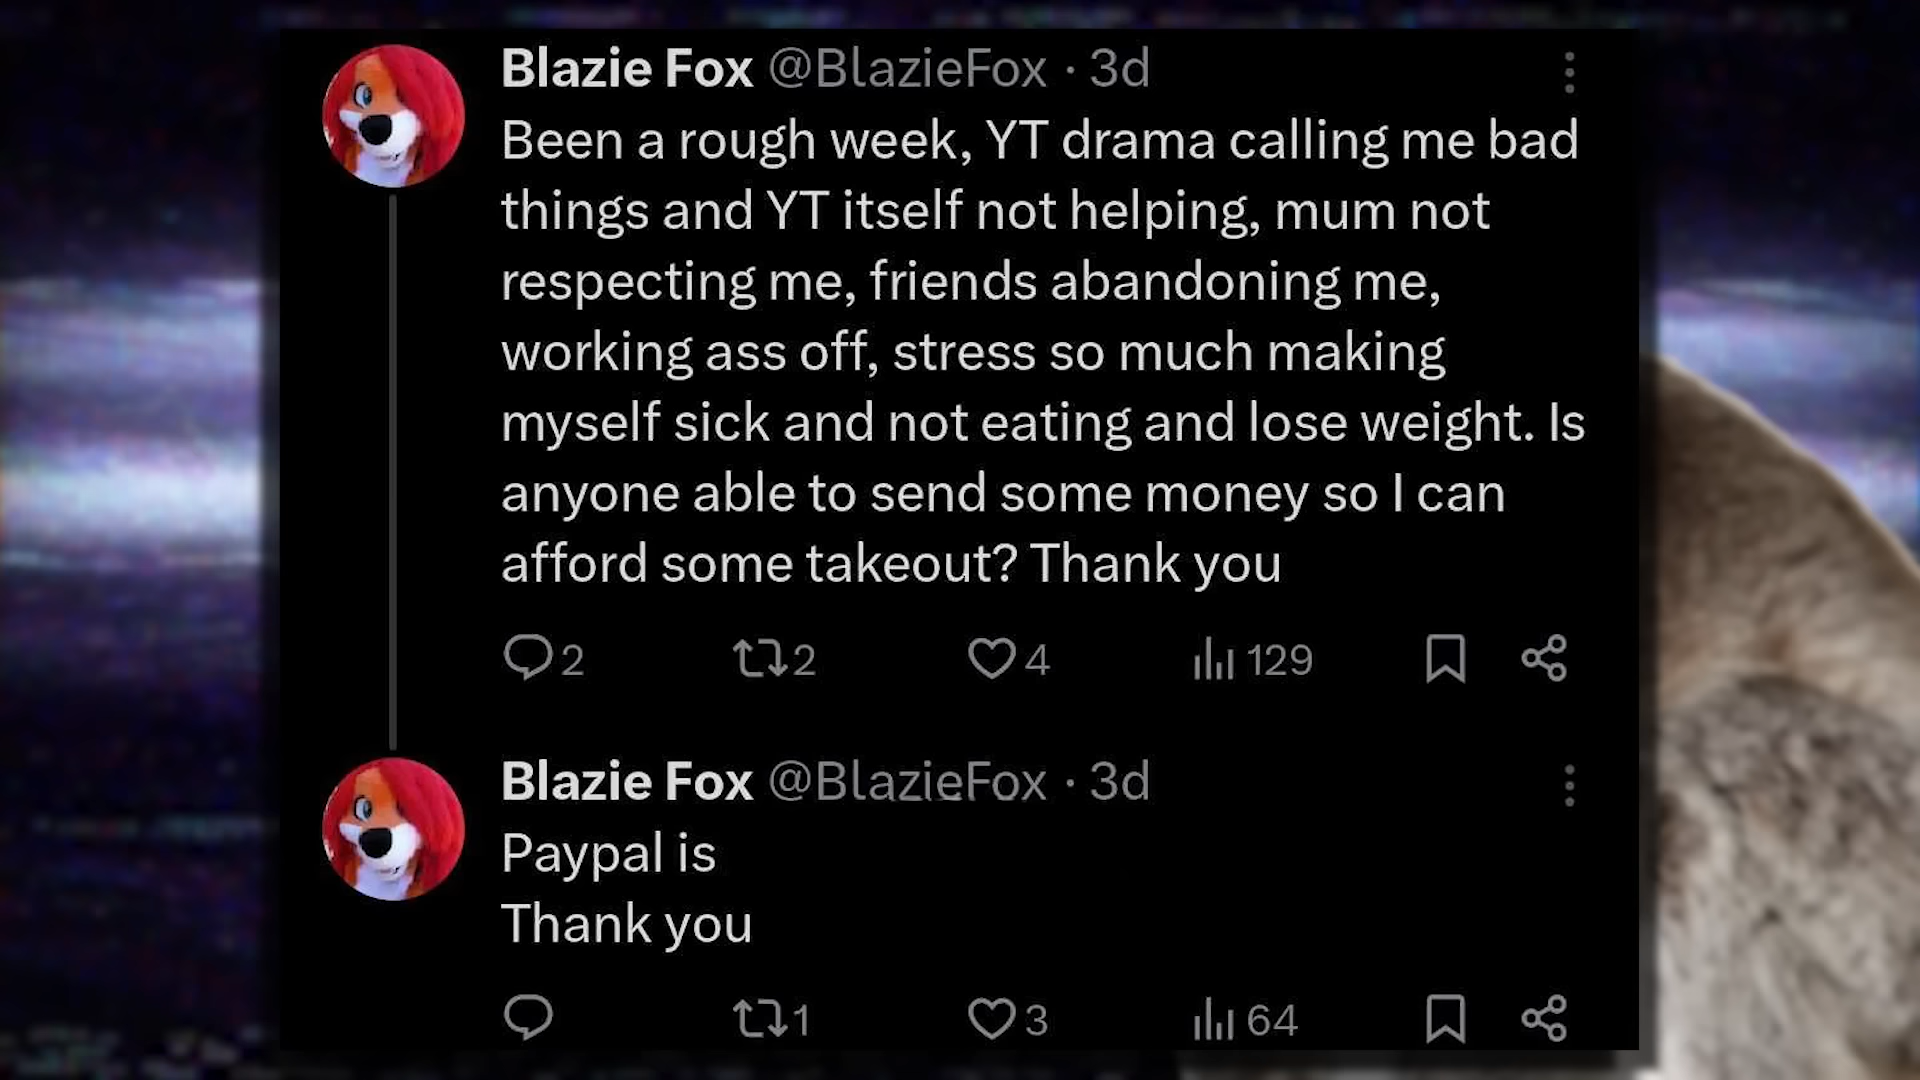 Blazie Fox @BlazieFox · 3d
Been a rough week, YT drama calling me bad
things and YT itself not helping, mum not
respecting me, friends abandoning me,
working ass off, stress so much making
myself sick and not eating and lose weight. Is
anyone able to send some money so I can
afford some takeout? Thank you
2 2 4 129
Blazie Fox @BlazieFox · 3d
Paypal is
Thank you
1 3 64